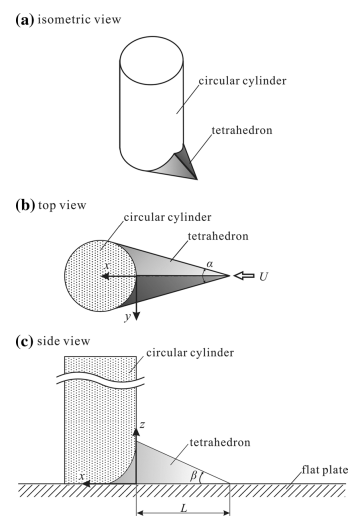 (a) isometric view
circular cylinder
tetrahedron
(b) top view
circular cylinder
tetrahedron
x
α
U
y
(c) side view
circular cylinder
z
tetrahedron
β
flat plate
x
L